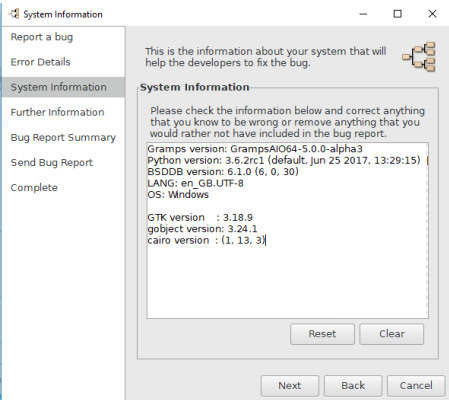 System Information
Report a bug
Error Details
System Information
Further Information
Bug Report Summary
Send Bug Report
Complete
This is the information about your system that will
help the developers to fix the bug.
System Information
Please check the information below and correct anything
that you know to be wrong or remove anything that you
would rather not have included in the bug report.
Gramps version: GrampsAIO64-5.0.0-alpha3
Python version: 3.6.2rc1 (default, Jun 25 2017, 13:29:15)
BSDDB version: 6.1.0 (6, 0, 30)
LANG: en_GB.UTF-8
OS: Windows
GTK version    : 3.18.9
gobject version: 3.24.1
cairo version  : (1, 13, 3)
Reset
Clear
Next
Back
Cancel